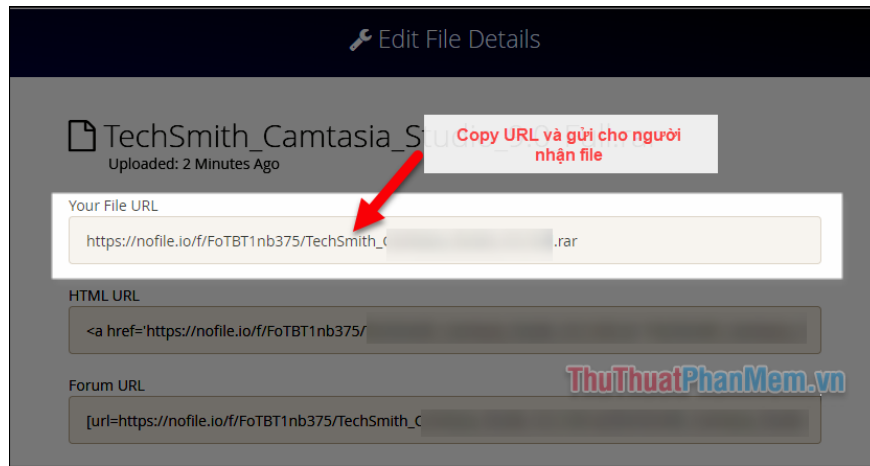 Edit File Details
TechSmith_Camtasia_S
Uploaded: 2 Minutes Ago
Copy URL và gửi cho người
nhận file
Your File URL
https://nofile.io/f/FoTBT1nb375/TechSmith_ .rar
HTML URL
<a href='https://nofile.io/f/FoTBT1nb375/
Forum URL
[url=https://nofile.io/f/FoTBT1nb375/TechSmith_C
ThuThuatPhanMem.vn